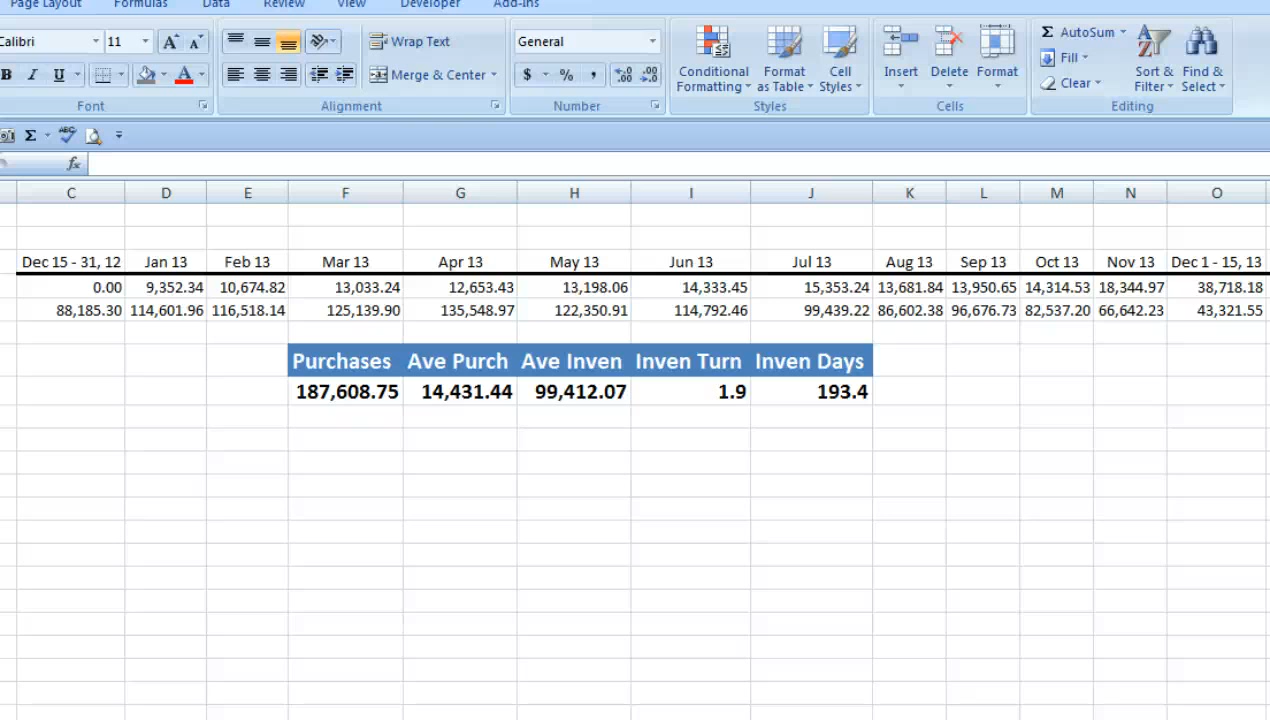 Page Layout Formulas Data Review View Developer Add-Ins
Calibri 11 A A Wrap Text General
B I U A Merge & Center $ % , .00 .00
Conditional Formatting Format as Table Cell Styles
Insert Delete Format
Σ AutoSum
Fill
Clear
Sort & Filter Find & Select
Font Alignment Number Styles Cells Editing
Σ ABC
fx
C D E F G H I J K L M N O
Dec 15 - 31, 12 Jan 13 Feb 13 Mar 13 Apr 13 May 13 Jun 13 Jul 13 Aug 13 Sep 13 Oct 13 Nov 13 Dec 1 - 15, 13
0.00 9,352.34 10,674.82 13,033.24 12,653.43 13,198.06 14,333.45 15,353.24 13,681.84 13,950.65 14,314.53 18,344.97 38,718.18
88,185.30 114,601.96 116,518.14 125,139.90 135,548.97 122,350.91 114,792.46 99,439.22 86,602.38 96,676.73 82,537.20 66,642.23 43,321.55
Purchases Ave Purch Ave Inven Inven Turn Inven Days
187,608.75 14,431.44 99,412.07 1.9 193.4